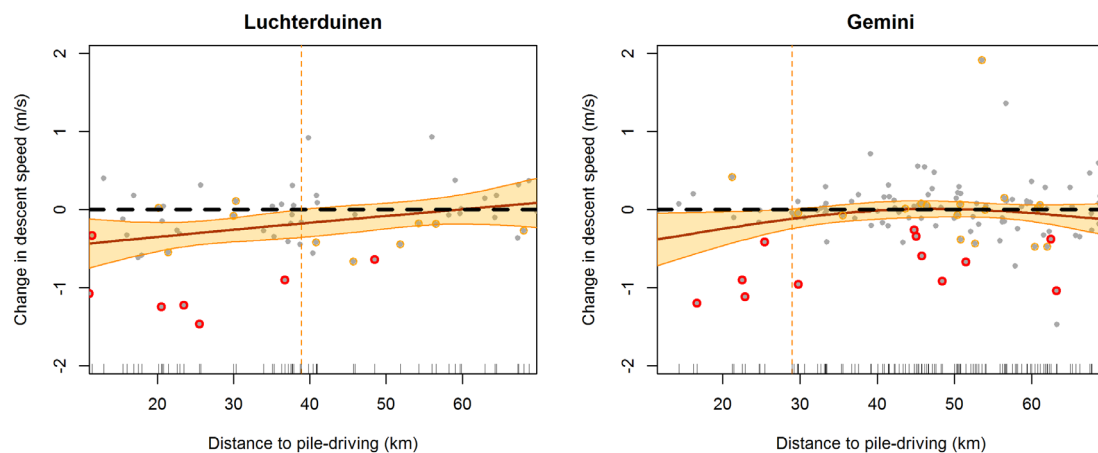 Luchterduinen
Gemini
Change in descent speed (m/s)
2
1
0
-1
-2
20 30 40 50 60
Distance to pile-driving (km)
Change in descent speed (m/s)
2
1
0
-1
-2
20 30 40 50 60
Distance to pile-driving (km)